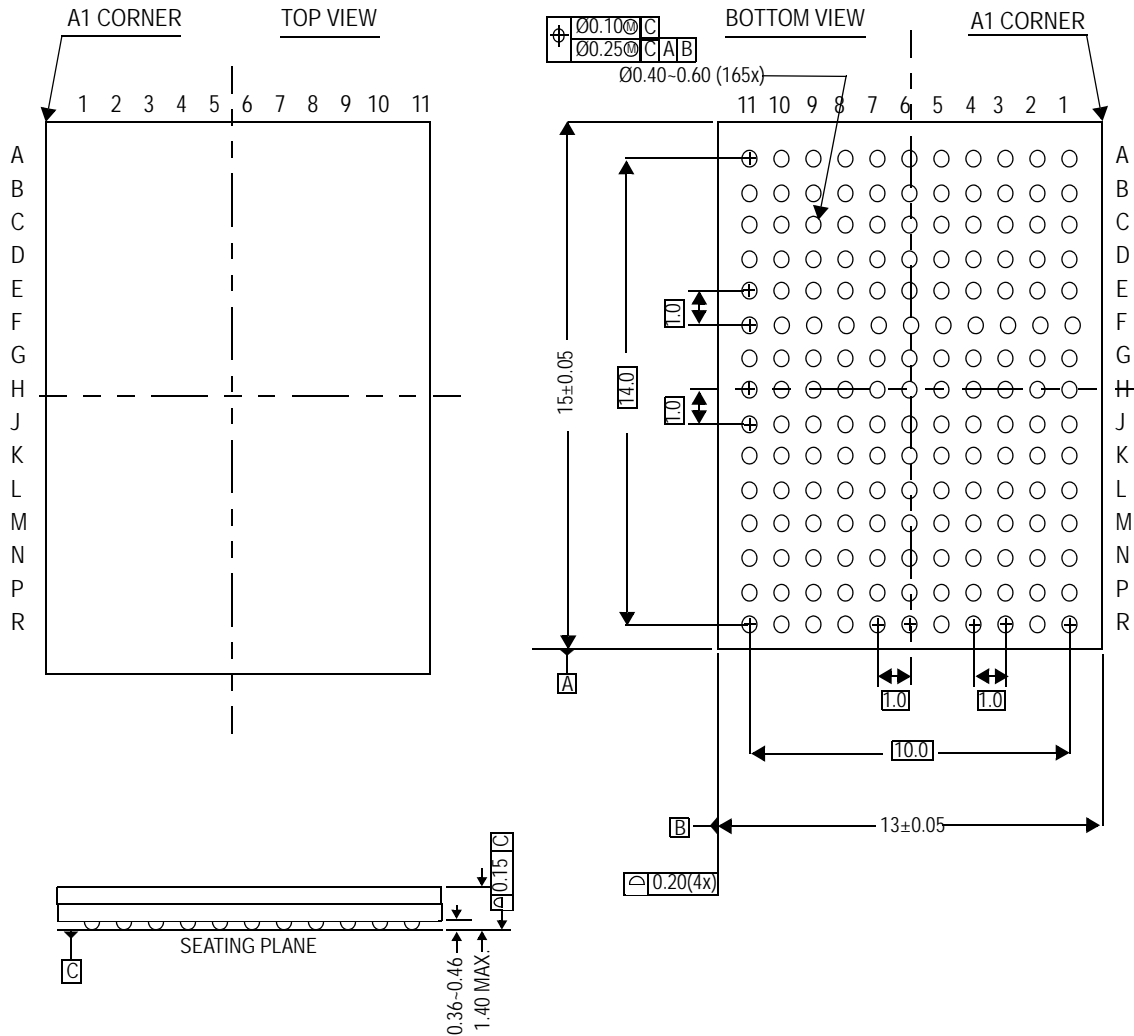 A1 CORNER
TOP VIEW
1 2 3 4 5 6 7 8 9 10 11
A
B
C
D
E
F
G
H
J
K
L
M
N
P
R
Ø0.10Ⓜ C
Ø0.25Ⓜ C A B
BOTTOM VIEW
A1 CORNER
Ø0.40~0.60 (165x)
11 10 9 8 7 6 5 4 3 2 1
A
B
C
D
E
F
G
H
J
K
L
M
N
P
R
15±0.05
14.0
1.0
1.0
A
1.0
1.0
10.0
B
13±0.05
0.20(4x)
0.15 C
SEATING PLANE
C
0.36~0.46
1.40 MAX.